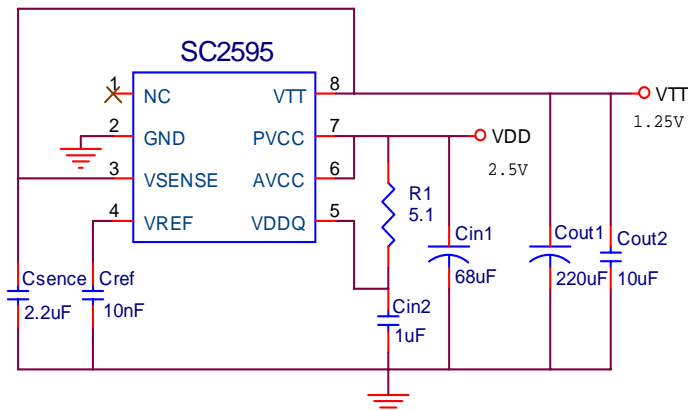 SC2595
1 NC VTT 8
2 GND PVCC 7
3 VSENSE AVCC 6
4 VREF VDDQ 5
VTT
1.25V
VDD
2.5V
R1
5.1
Cin1
68uF
Cout1
220uF
Cout2
10uF
Csence
2.2uF
Cref
10nF
Cin2
1uF